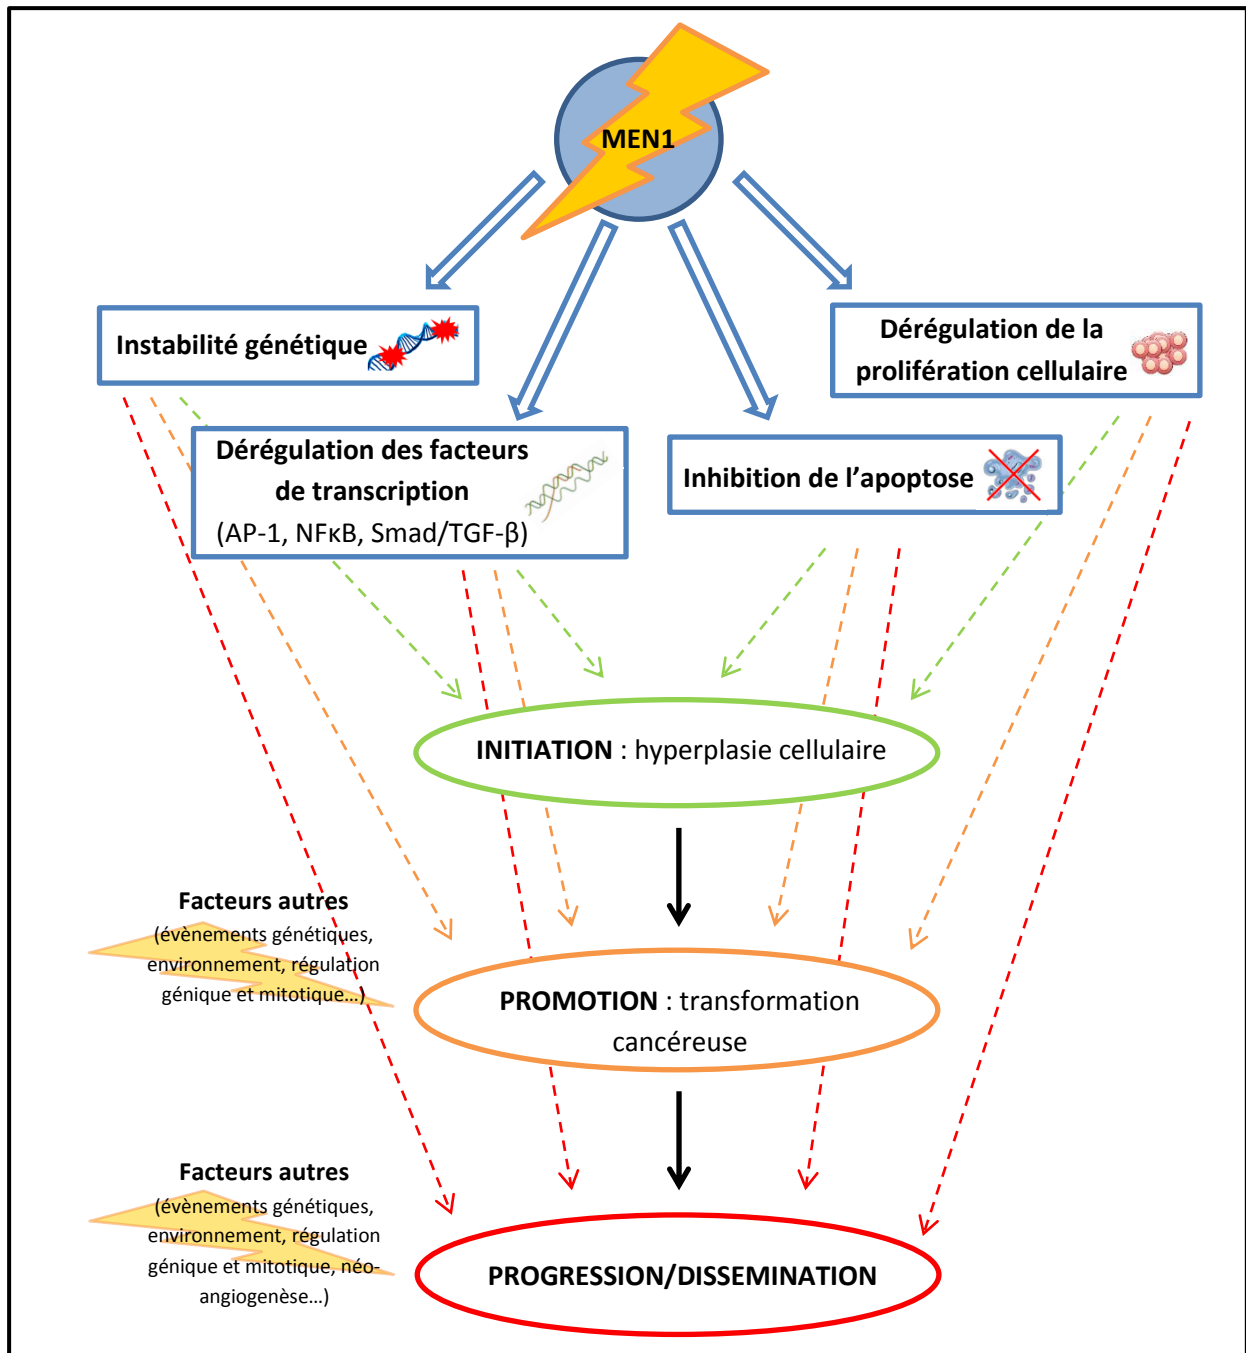 MEN1
Instabilité génétique
Dérégulation de la
prolifération cellulaire
Dérégulation des facteurs
de transcription
(AP-1, NFκB, Smad/TGF-β)
Inhibition de l’apoptose
INITIATION : hyperplasie cellulaire
Facteurs autres
(évènements génétiques,
environnement, régulation
génique et mitotique...)
PROMOTION : transformation
cancéreuse
Facteurs autres
(évènements génétiques,
environnement, régulation
génique et mitotique, néo-
angiogenèse...)
PROGRESSION/DISSEMINATION